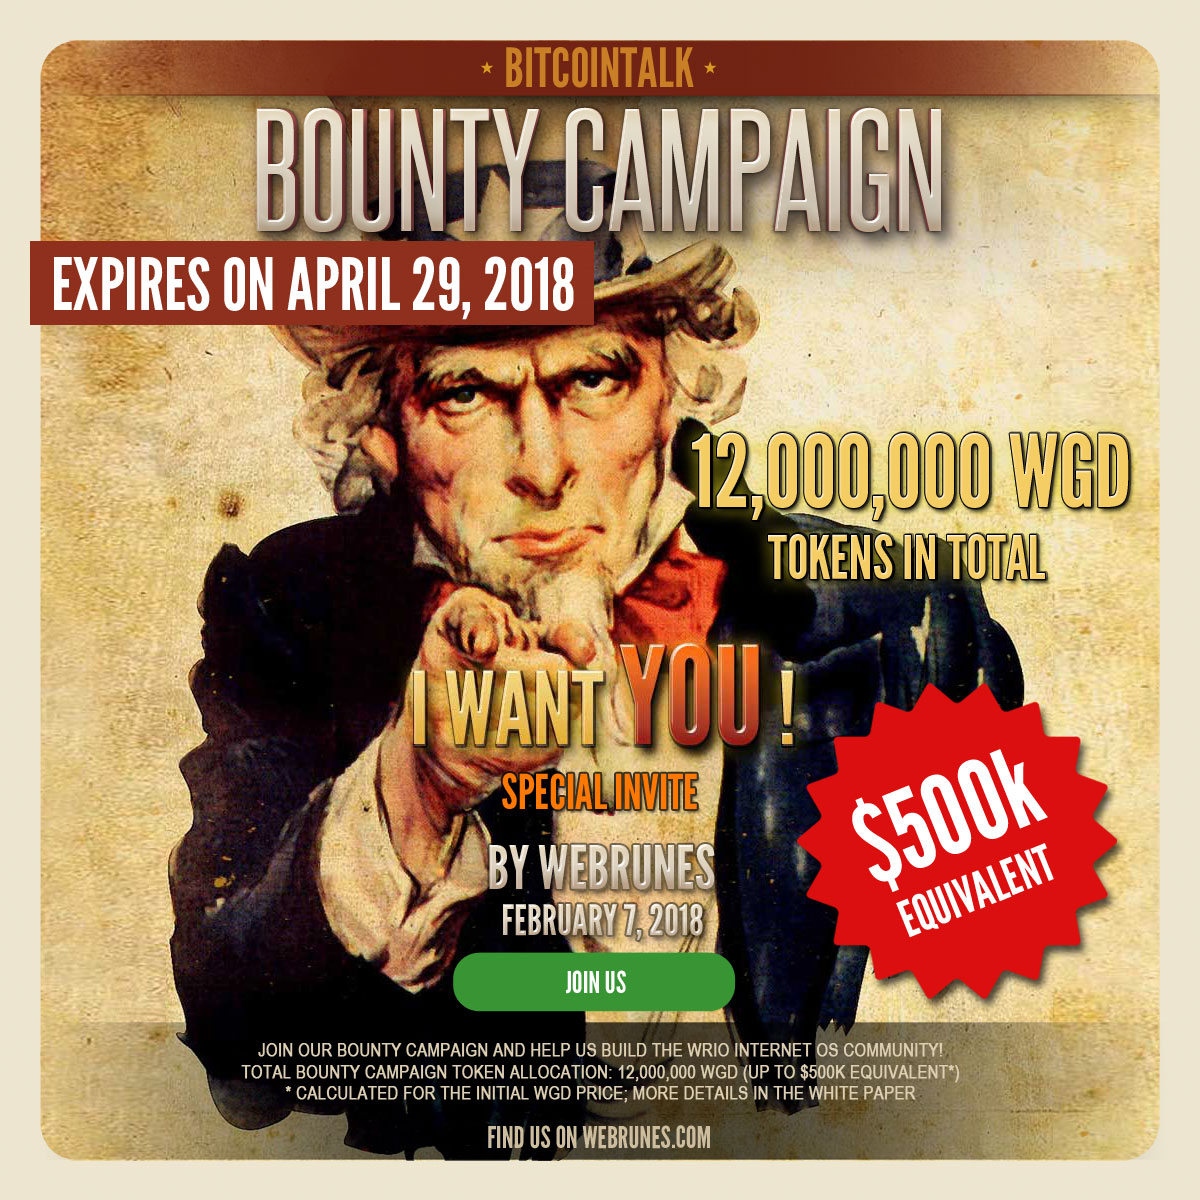 ★ BITCOINTALK ★
BOUNTY CAMPAIGN
EXPIRES ON APRIL 29, 2018
12,000,000 WGD
TOKENS IN TOTAL
I WANT YOU !
SPECIAL INVITE
$500k
EQUIVALENT
BY WEBRUNES
FEBRUARY 7, 2018
JOIN US
JOIN OUR BOUNTY CAMPAIGN AND HELP US BUILD THE WRIO INTERNET OS COMMUNITY!
TOTAL BOUNTY CAMPAIGN TOKEN ALLOCATION: 12,000,000 WGD (UP TO $500K EQUIVALENT*)
* CALCULATED FOR THE INITIAL WGD PRICE; MORE DETAILS IN THE WHITE PAPER
FIND US ON WEBRUNES.COM